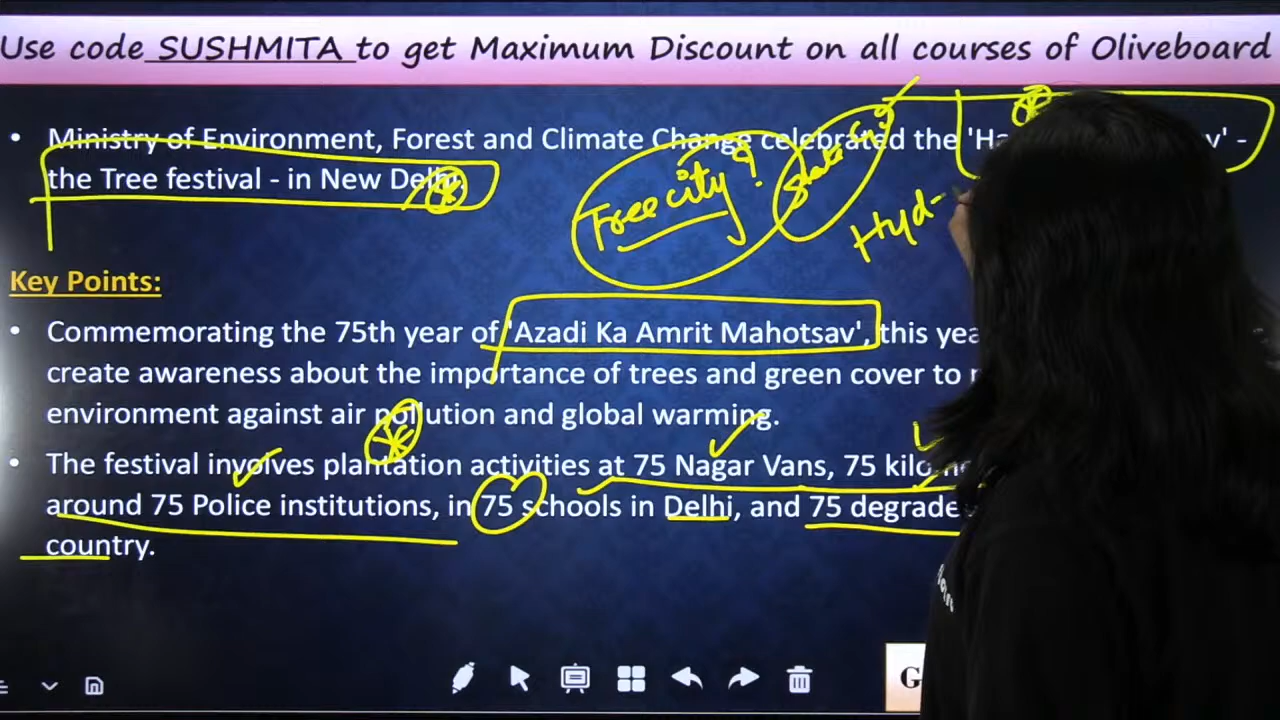 Use code SUSHMITA to get Maximum Discount on all courses of Oliveboard
• Ministry of Environment, Forest and Climate Change celebrated the 'Ha v' -
the Tree festival - in New Delhi.
Tree city?
Hyd-
Key Points:
• Commemorating the 75th year of 'Azadi Ka Amrit Mahotsav', this yea
create awareness about the importance of trees and green cover to
environment against air pollution and global warming.
• The festival involves plantation activities at 75 Nagar Vans, 75 kilome
around 75 Police institutions, in 75 schools in Delhi, and 75 degrade
country.
G